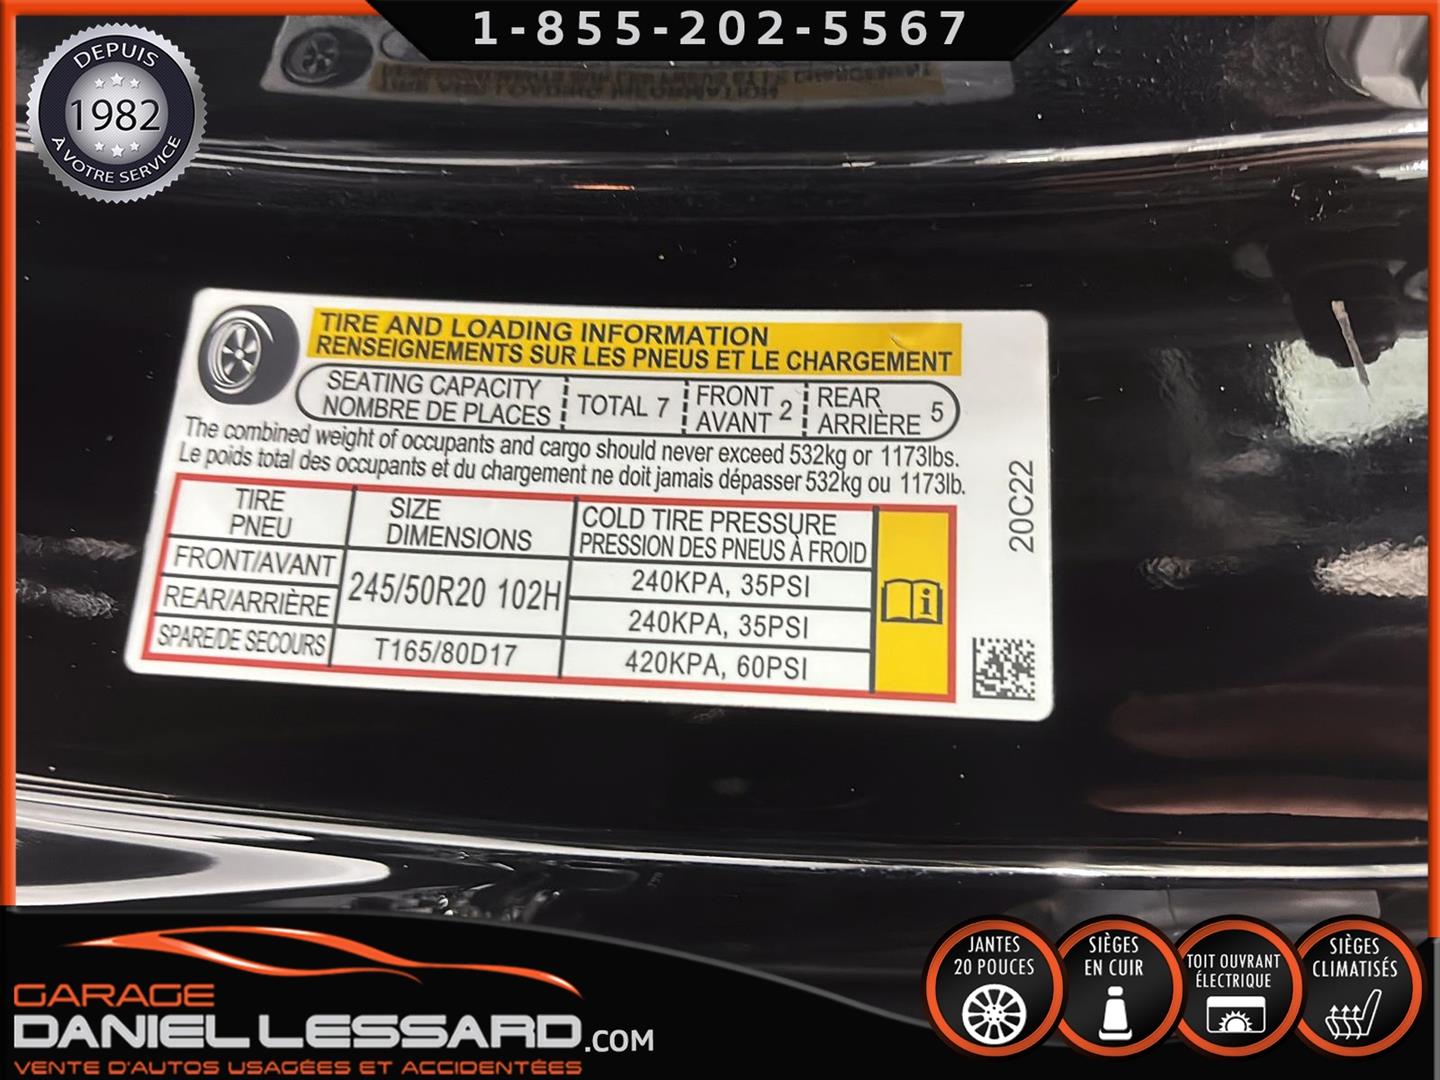 1-855-202-5567
DEPUIS
1982
À VOTRE SERVICE
TIRE AND LOADING INFORMATION
RENSEIGNEMENTS SUR LES PNEUS ET LE CHARGEMENT
SEATING CAPACITY
NOMBRE DE PLACES
TOTAL 7
FRONT
AVANT 2
REAR
ARRIÈRE 5
The combined weight of occupants and cargo should never exceed 532kg or 1173lbs.
Le poids total des occupants et du chargement ne doit jamais dépasser 532kg ou 1173lb.
TIRE
PNEU
SIZE
DIMENSIONS
COLD TIRE PRESSURE
PRESSION DES PNEUS À FROID
FRONT/AVANT
245/50R20 102H
240KPA, 35PSI
REAR/ARRIÈRE
240KPA, 35PSI
SPARE/DE SECOURS
T165/80D17
420KPA, 60PSI
20C22
GARAGE
DANIEL LESSARD.COM
VENTE D'AUTOS USAGÉES ET ACCIDENTÉES
JANTES
20 POUCES
SIÈGES
EN CUIR
TOIT OUVRANT
ÉLECTRIQUE
SIÈGES
CLIMATISÉS